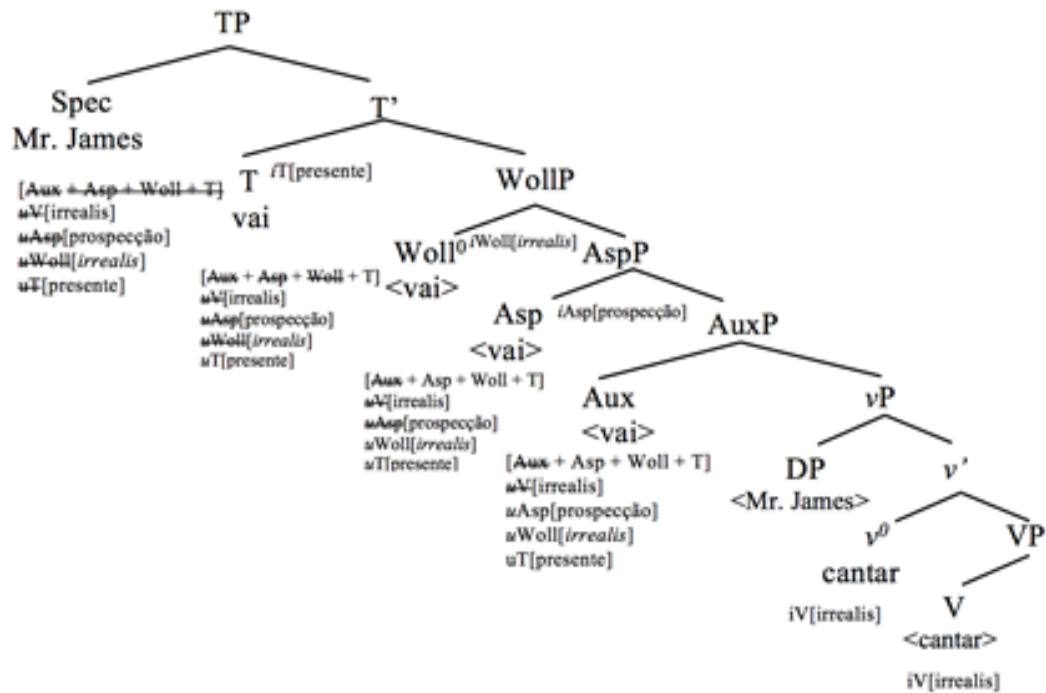 TP
Spec
Mr. James
T’
[Aux + Asp + Woll + T]
uV[irrealis]
uAsp[prospecção]
uWoll[irrealis]
uT[presente]
T iT[presente]
vai
WollP
[Aux + Asp + Woll + T]
uV[irrealis]
uAsp[prospecção]
uWoll[irrealis]
uT[presente]
Woll⁰ iWoll[irrealis]
<vai>
AspP
[Aux + Asp + Woll + T]
uV[irrealis]
uAsp[prospecção]
uWoll[irrealis]
uT[presente]
Asp iAsp[prospecção]
<vai>
AuxP
Aux
<vai>
[Aux + Asp + Woll + T]
uV[irrealis]
uAsp[prospecção]
uWoll[irrealis]
uT[presente]
vP
DP
<Mr. James>
v’
v⁰
cantar
iV[irrealis]
VP
V
<cantar>
iV[irrealis]